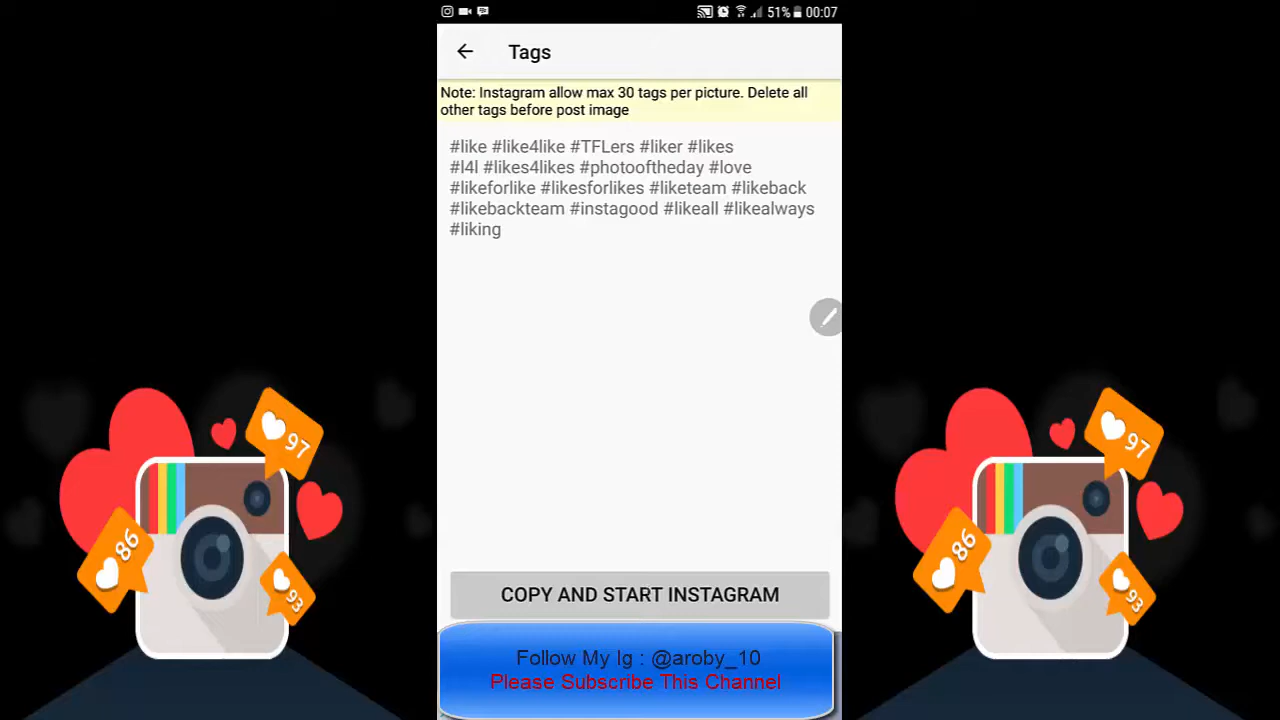 51% 00:07
Tags
Note: Instagram allow max 30 tags per picture. Delete all
other tags before post image
#like #like4like #TFLers #liker #likes
#l4l #likes4likes #photooftheday #love
#likeforlike #likesforlikes #liketeam #likeback
#likebackteam #instagood #likeall #likealways
#liking
97
97
86
86
93
93
COPY AND START INSTAGRAM
Follow My Ig : @aroby_10
Please Subscribe This Channel